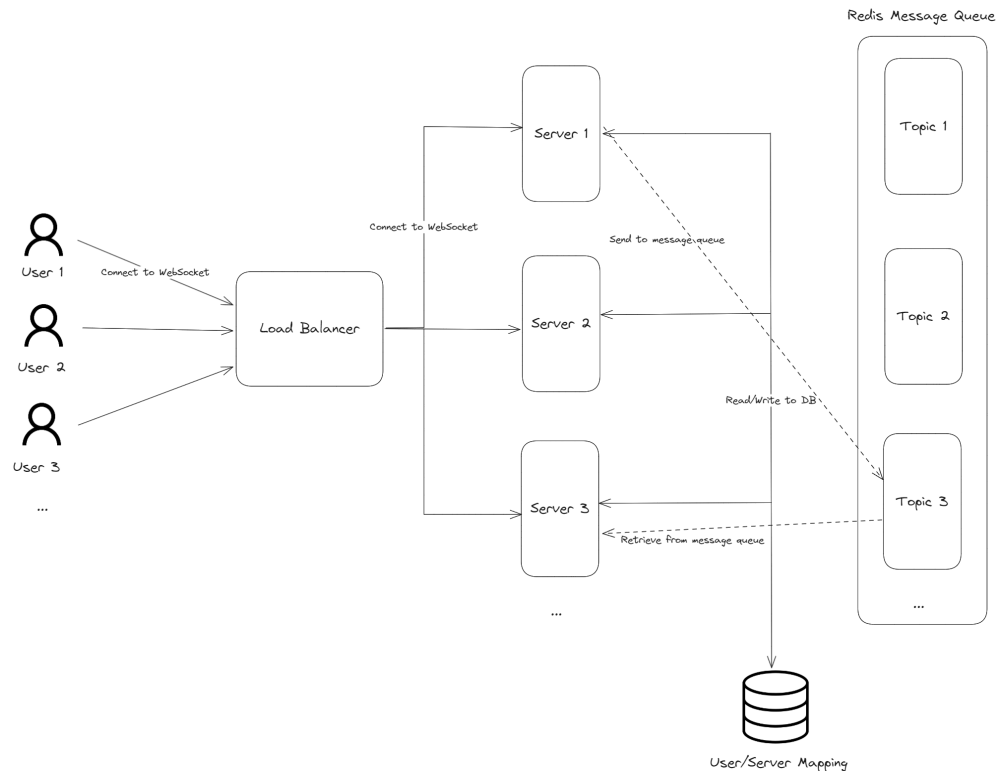 Redis Message Queue
Server 1
Topic 1
Connect to WebSocket
Send to message queue
User 1
Connect to WebSocket
Load Balancer
Server 2
Topic 2
User 2
Read/Write to DB
User 3
Server 3
Topic 3
Retrieve from message queue
...
...
...
User/Server Mapping